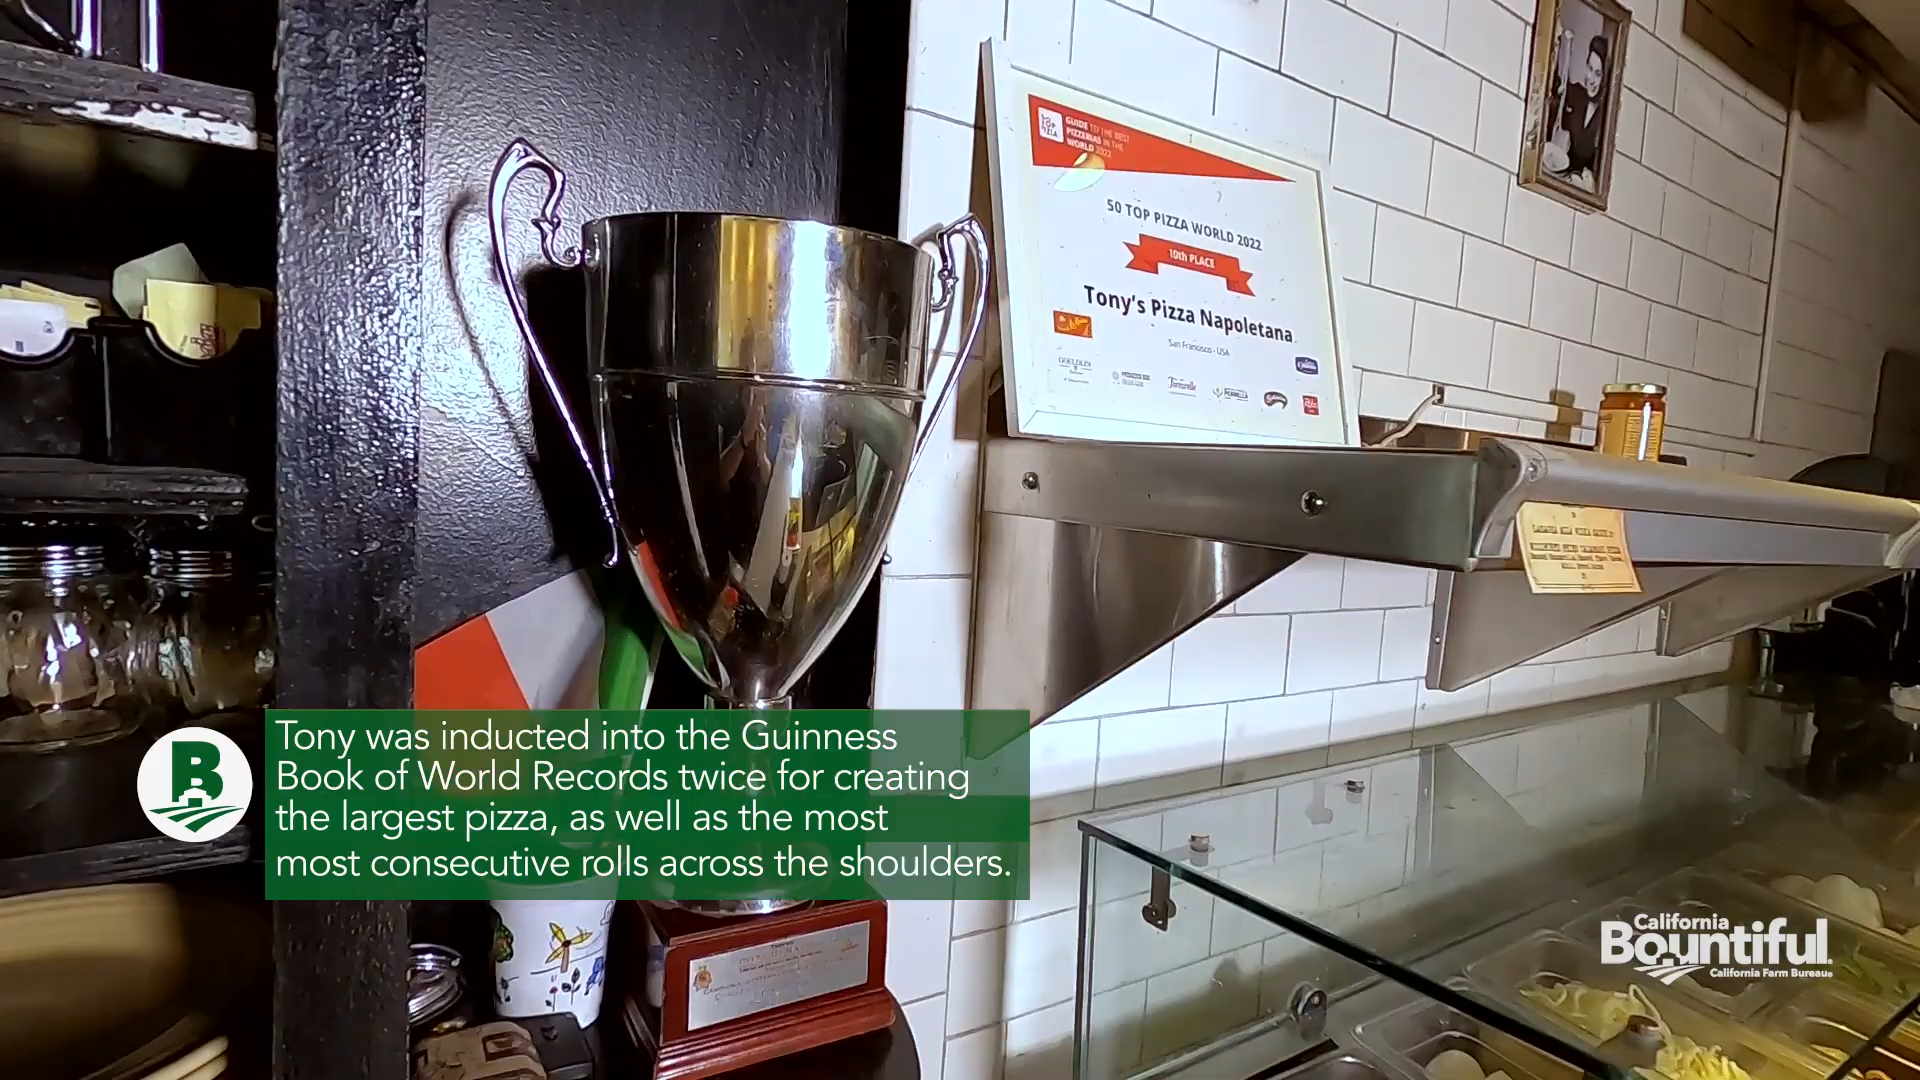 GUIDE TO THE BEST
PIZZERIAS IN THE
WORLD 2022
50 TOP PIZZA WORLD 2022
10th PLACE
Tony's Pizza Napoletana
San Francisco - USA
Tony was inducted into the Guinness
Book of World Records twice for creating
the largest pizza, as well as the most
most consecutive rolls across the shoulders.
B
California
Bountiful
California Farm Bureau